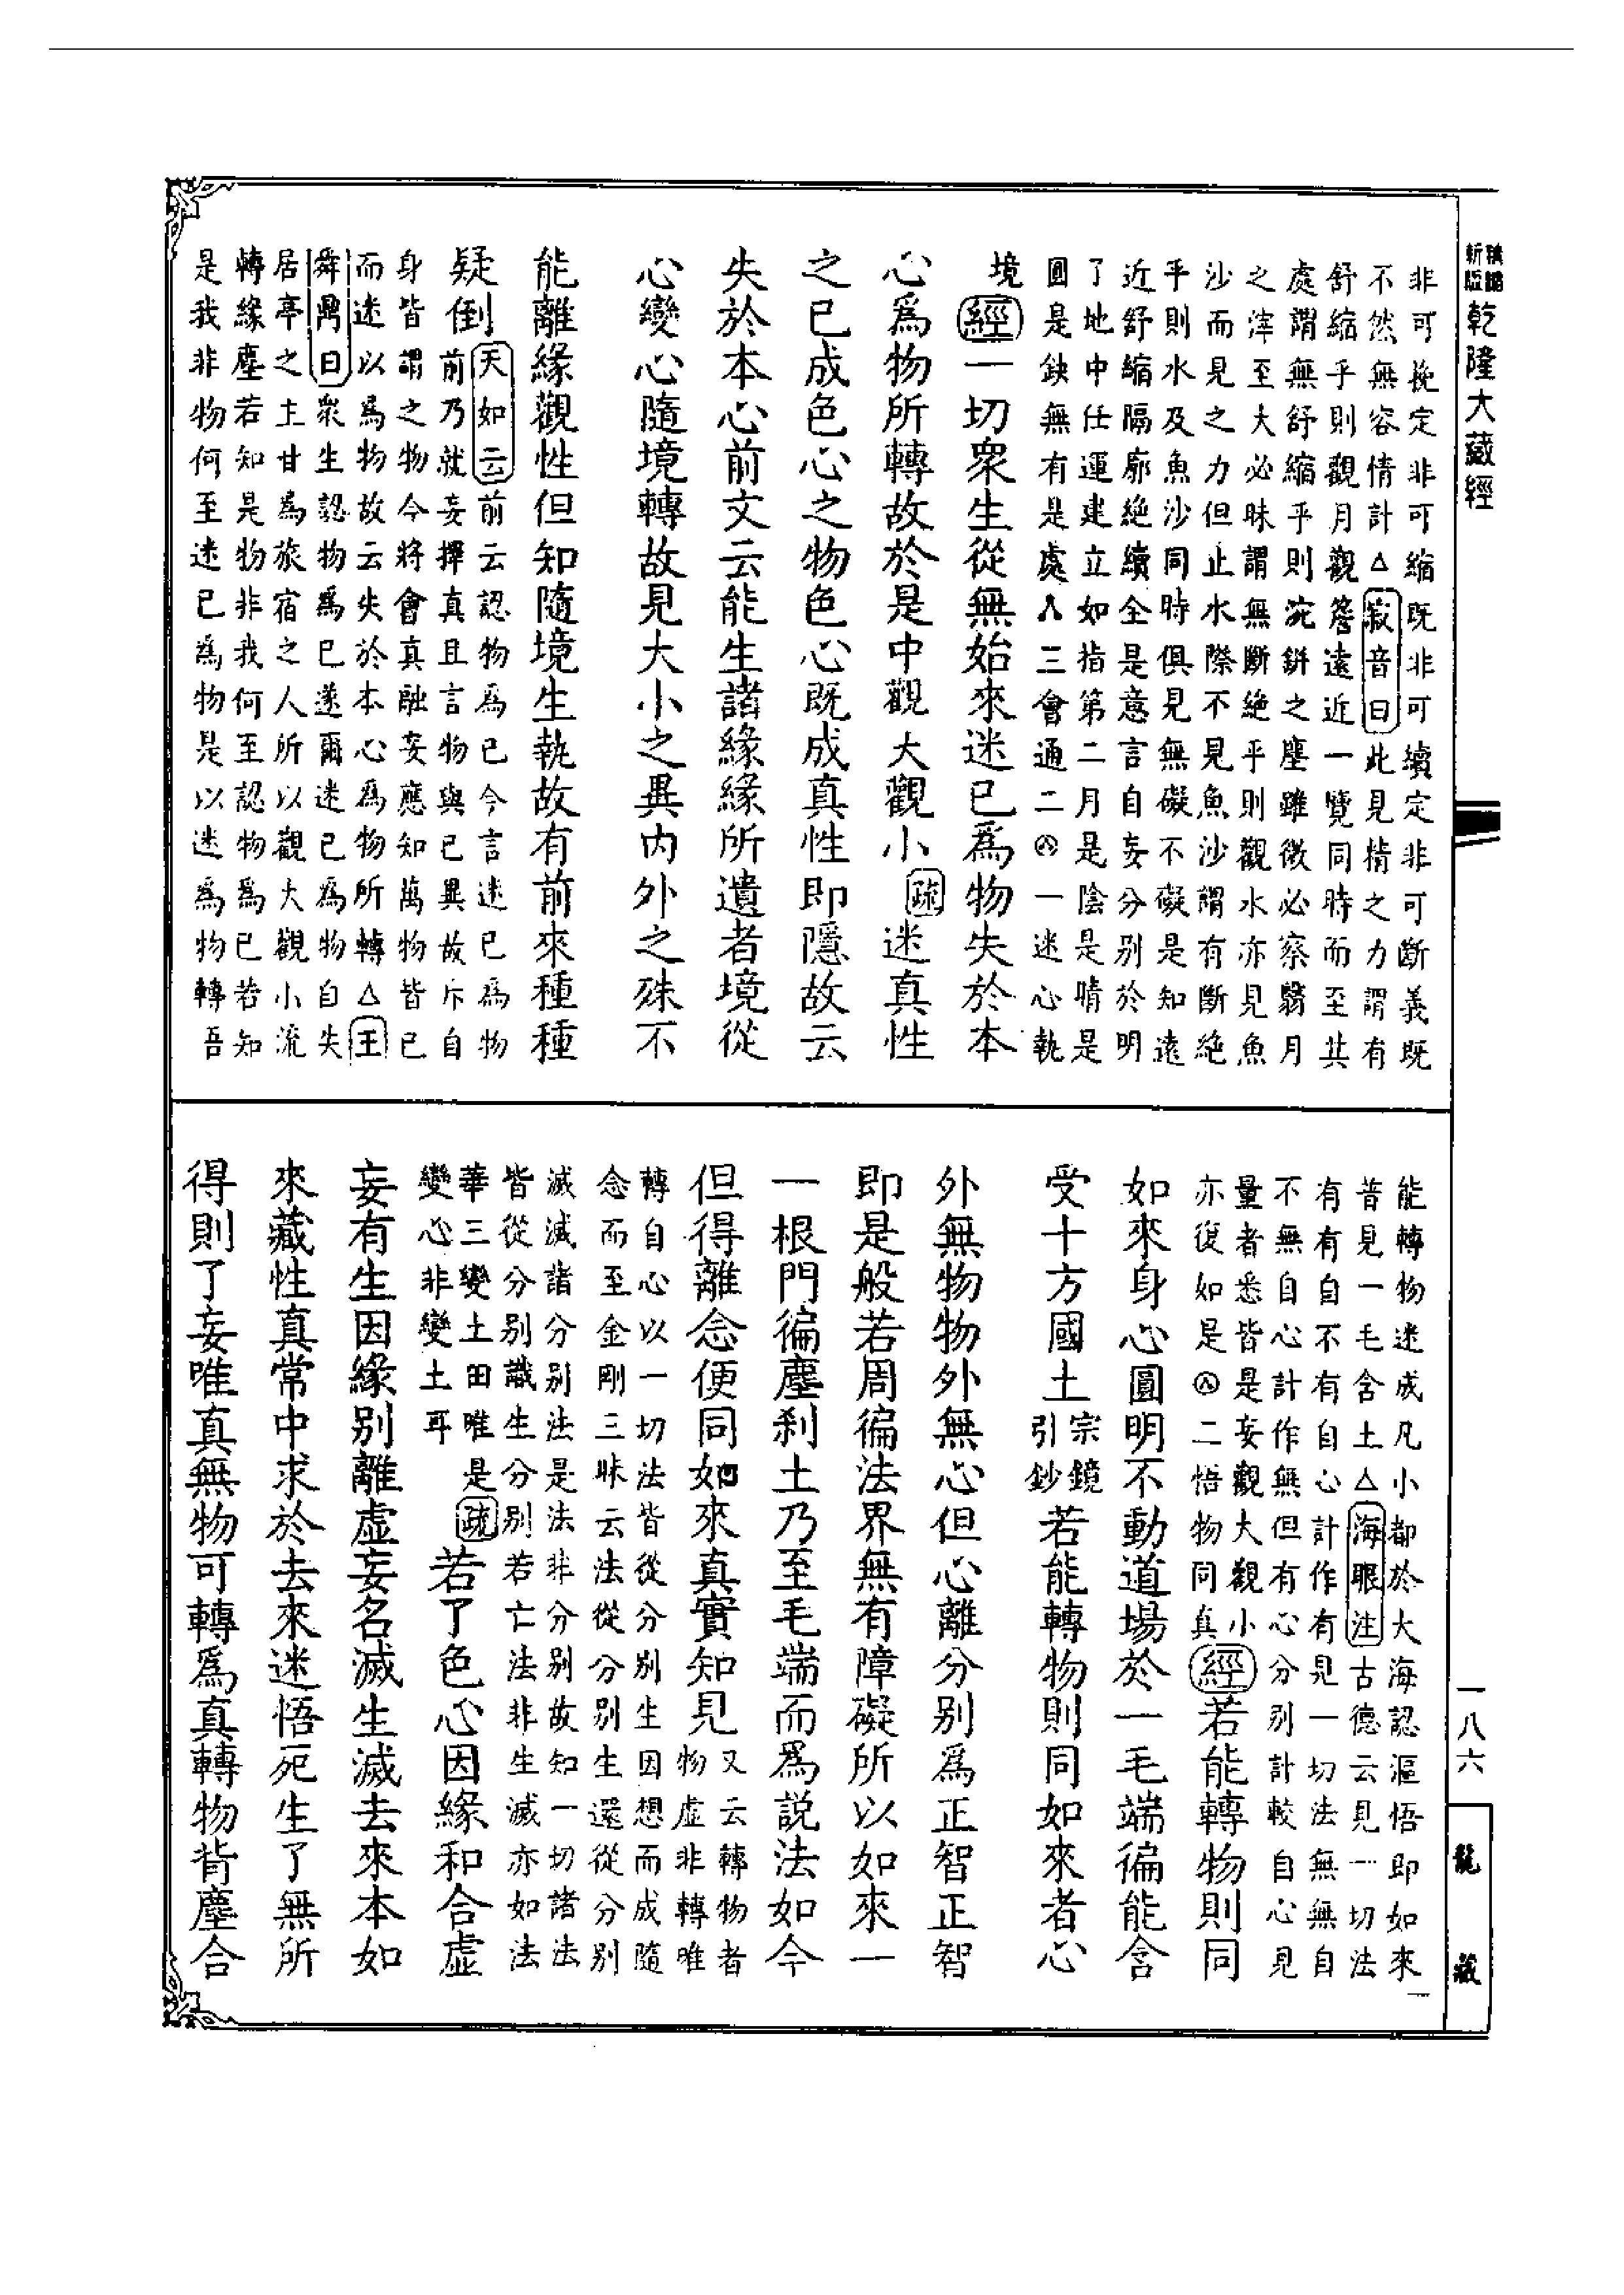 新版
乾隆大藏經
非可挽定非可縮既非可續定非可斷義既
不然無容情計△寂音曰此見精之力謂有
舒縮乎則觀月觀簷遠近一覽同時而至其
處謂無舒縮乎則浣缾之塵雖微必察翳月
之滓至大必昧謂無斷絕乎則觀水亦見魚
沙而見之力但止水際不見魚沙謂有斷絕
乎則水及魚沙同時俱見無礙不礙是知遠
近舒縮隔廓絕續全是意言自妄分別於明
了地中任運建立如指第二月是陰是晴是
圓是缺無有是處三會通二一迷心執
境經一切衆生從無始來迷已爲物失於本
心爲物所轉故於是中觀大觀小疏迷真性
之已成色心之物色心既成真性即隱故云
失於本心前文云能生諸緣緣所遺者境從
心變心隨境轉故見大小之異內外之殊不
能離緣觀性但知隨境生執故有前來種種
疑倒天如云前云認物爲已今言迷已爲物
前乃就妄擇真且言物與已異故斥自
身皆謂之物今將會真融妄應知萬物皆已
而迷以爲物故云失於本心爲物所轉△王
舜鼎曰衆生認物爲已遂爾迷已爲物自失
居亭之主甘爲旅宿之人所以觀大觀小流
轉緣塵若知是物非我何至認物爲已若知
是我非物何至迷已爲物是以迷爲物轉吾
能轉物迷成凡小都於大海認漚悟即如來
普見一毛含土△海眼注古德云見一切法
有有自不有自心計作有見一切法無無自
不無自心計作無但有心分別計較自心見
量者悉皆是妄觀大觀小
亦復如是二悟物同真經若能轉物則同
如來身心圓明不動道場於一毛端徧能含
受十方國土宗鏡引鈔若能轉物則同如來者心
外無物物外無心但心離分別爲正智正智
即是般若周徧法界無有障礙所以如來一
一根門徧塵剎土乃至毛端而爲說法如今
但得離念便同如來真實知見又云轉物者
物虛非轉唯
轉自心以一切法皆從分別生因想而成隨
念而至金剛三昧云法從分別生還從分別
滅滅諸分別法是法非分別故知一切諸法
皆從分別識生分別若亡法非生滅亦如法
華三變土田唯是
變心非變土耳疏若了色心因緣和合虛
妄有生因緣別離虛妄名滅生滅去來本如
來藏性真常中求於去來迷悟死生了無所
得則了妄唯真無物可轉爲真轉物背塵合
一八六
龍藏